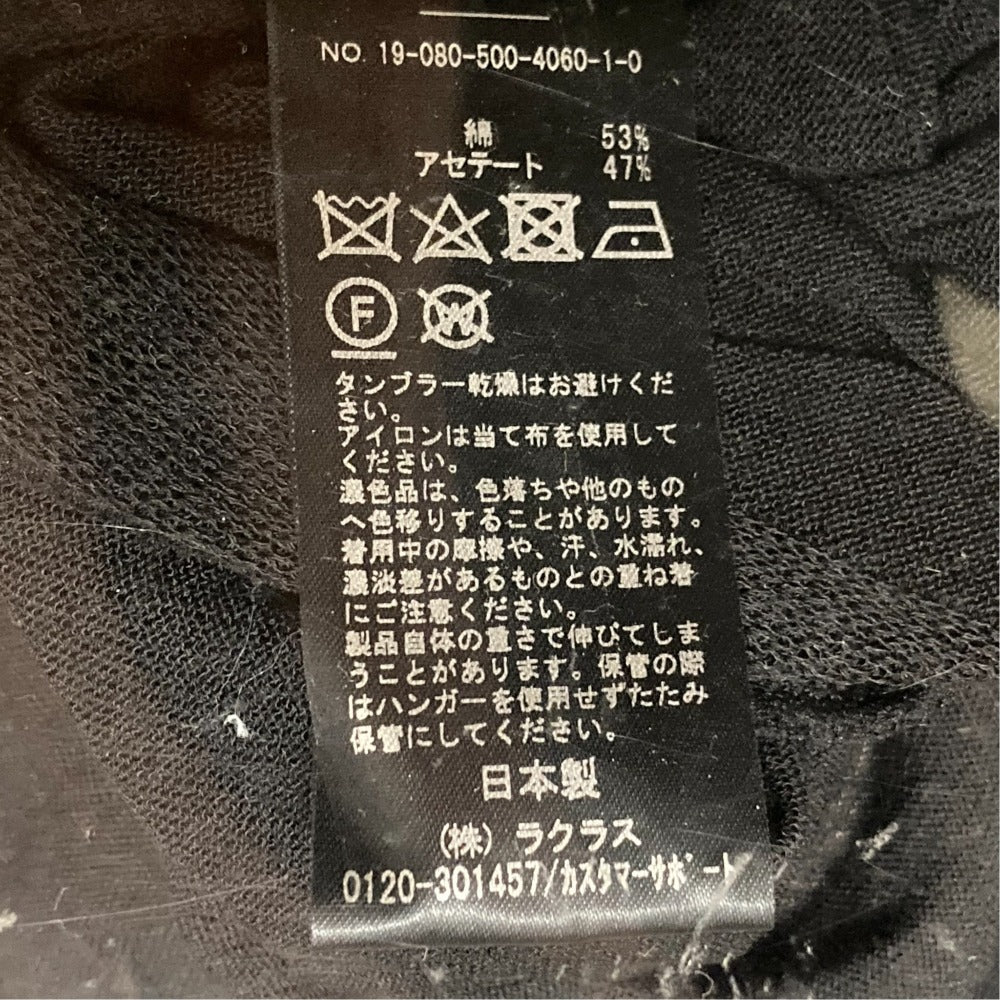 NO. 19-080-500-4060-1-0
綿 53%
アセテート 47%
F
W
タンブラー乾燥はお避けくだ
さい。
アイロンは当て布を使用して
ください。
濃色品は、色落ちや他のもの
へ色移りすることがあります。
着用中の摩擦や、汗、水濡れ、
濃淡差があるものとの重ね着
にご注意ください。
製品自体の重さで伸びてしま
うことがあります。保管の際
はハンガーを使用せずたたみ
保管にしてください。
日本製
(株) ラクラス
0120-301457/カスタマーサポート